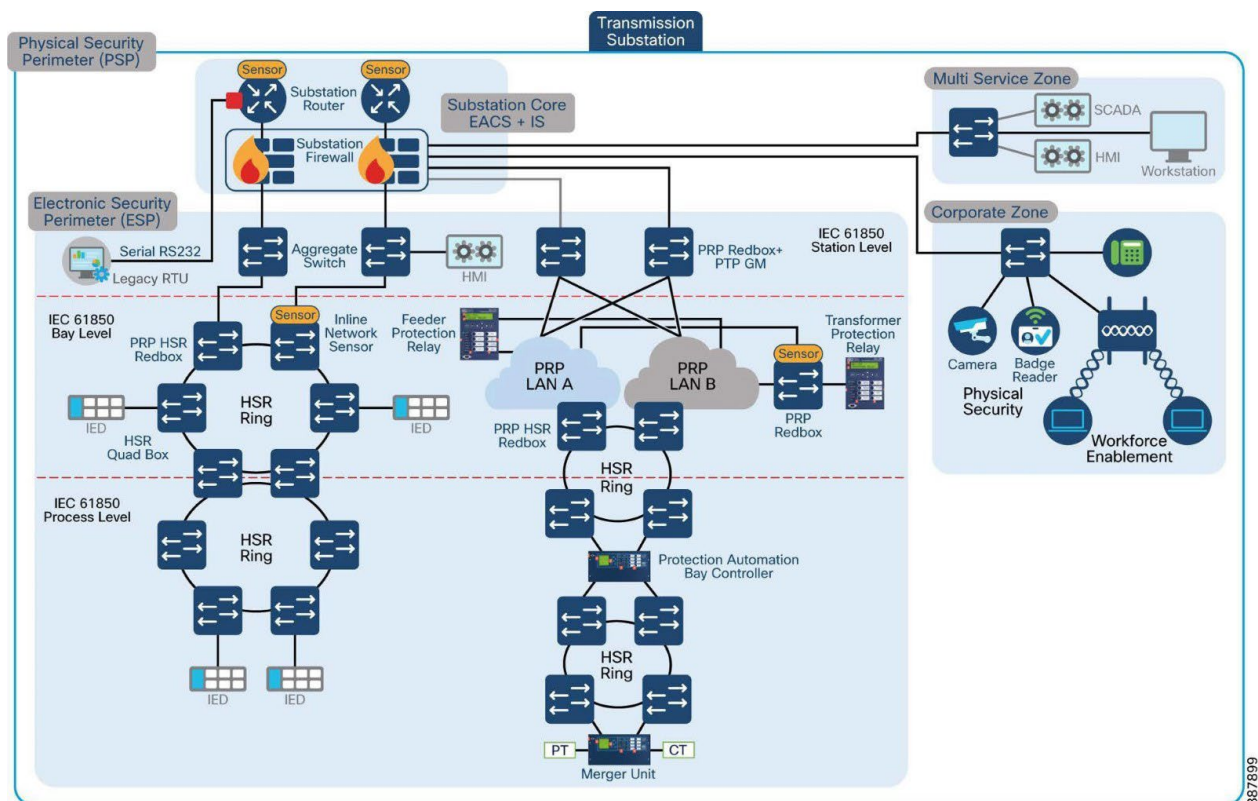 Transmission
Substation
Physical Security
Perimeter (PSP)
Sensor
Sensor
Substation
Router
Substation Core
EACS + IS
Substation
Firewall
Multi Service Zone
SCADA
HMI
Workstation
Electronic Security
Perimeter (ESP)
Serial RS232
Legacy RTU
Aggregate
Switch
HMI
PRP Redbox+
PTP GM
IEC 61850
Station Level
Corporate Zone
Camera
Badge
Reader
Physical
Security
Workforce
Enablement
IEC 61850
Bay Level
PRP HSR
Redbox
Sensor
Inline
Network
Sensor
Feeder
Protection
Relay
PRP
LAN A
PRP
LAN B
Sensor
Transformer
Protection
Relay
PRP
Redbox
IED
HSR
Ring
IED
HSR
Quad Box
PRP HSR
Redbox
HSR
Ring
IEC 61850
Process Level
HSR
Ring
Protection Automation
Bay Controller
HSR
Ring
IED
IED
PT
CT
Merger Unit
387899